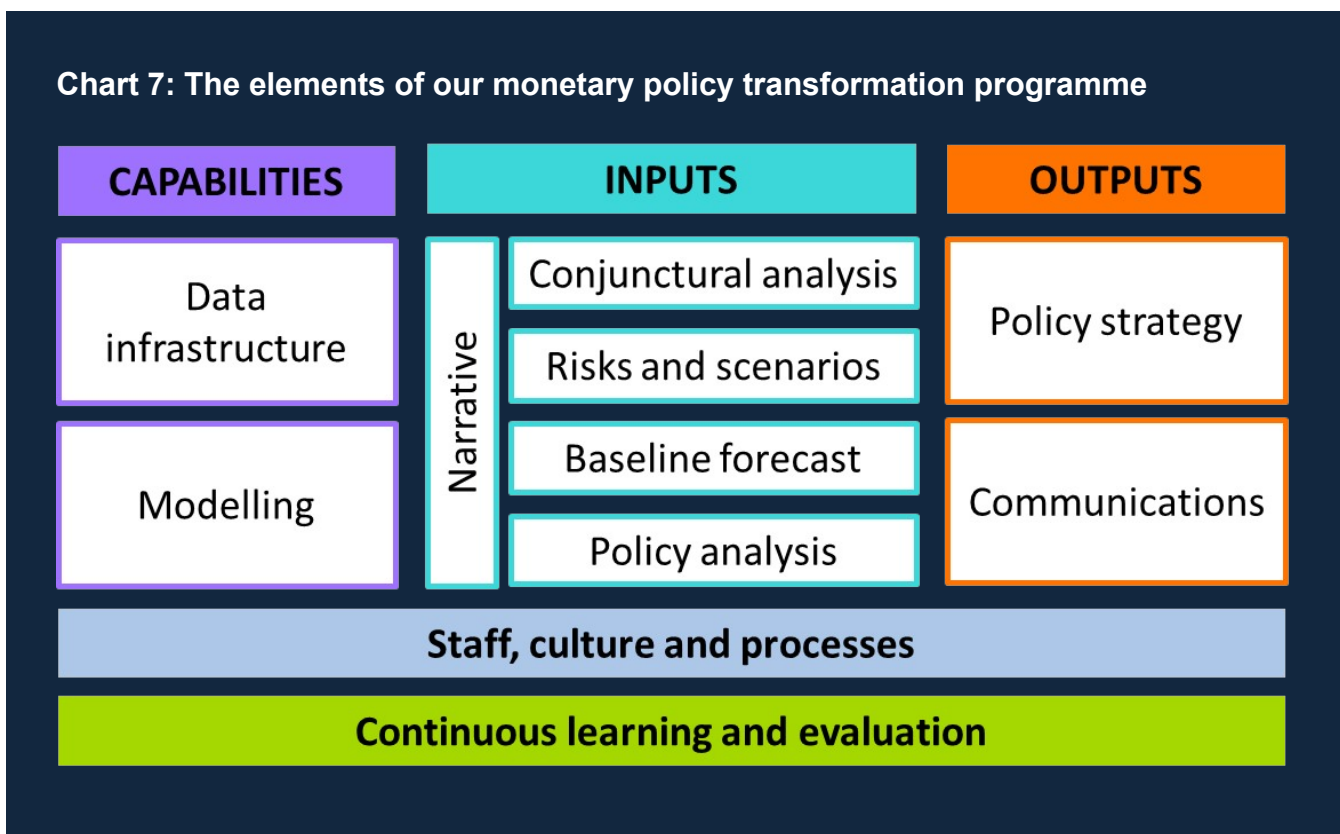 Chart 7: The elements of our monetary policy transformation programme
CAPABILITIES
INPUTS
OUTPUTS
Data
infrastructure
Modelling
Narrative
Conjunctural analysis
Risks and scenarios
Baseline forecast
Policy analysis
Policy strategy
Communications
Staff, culture and processes
Continuous learning and evaluation